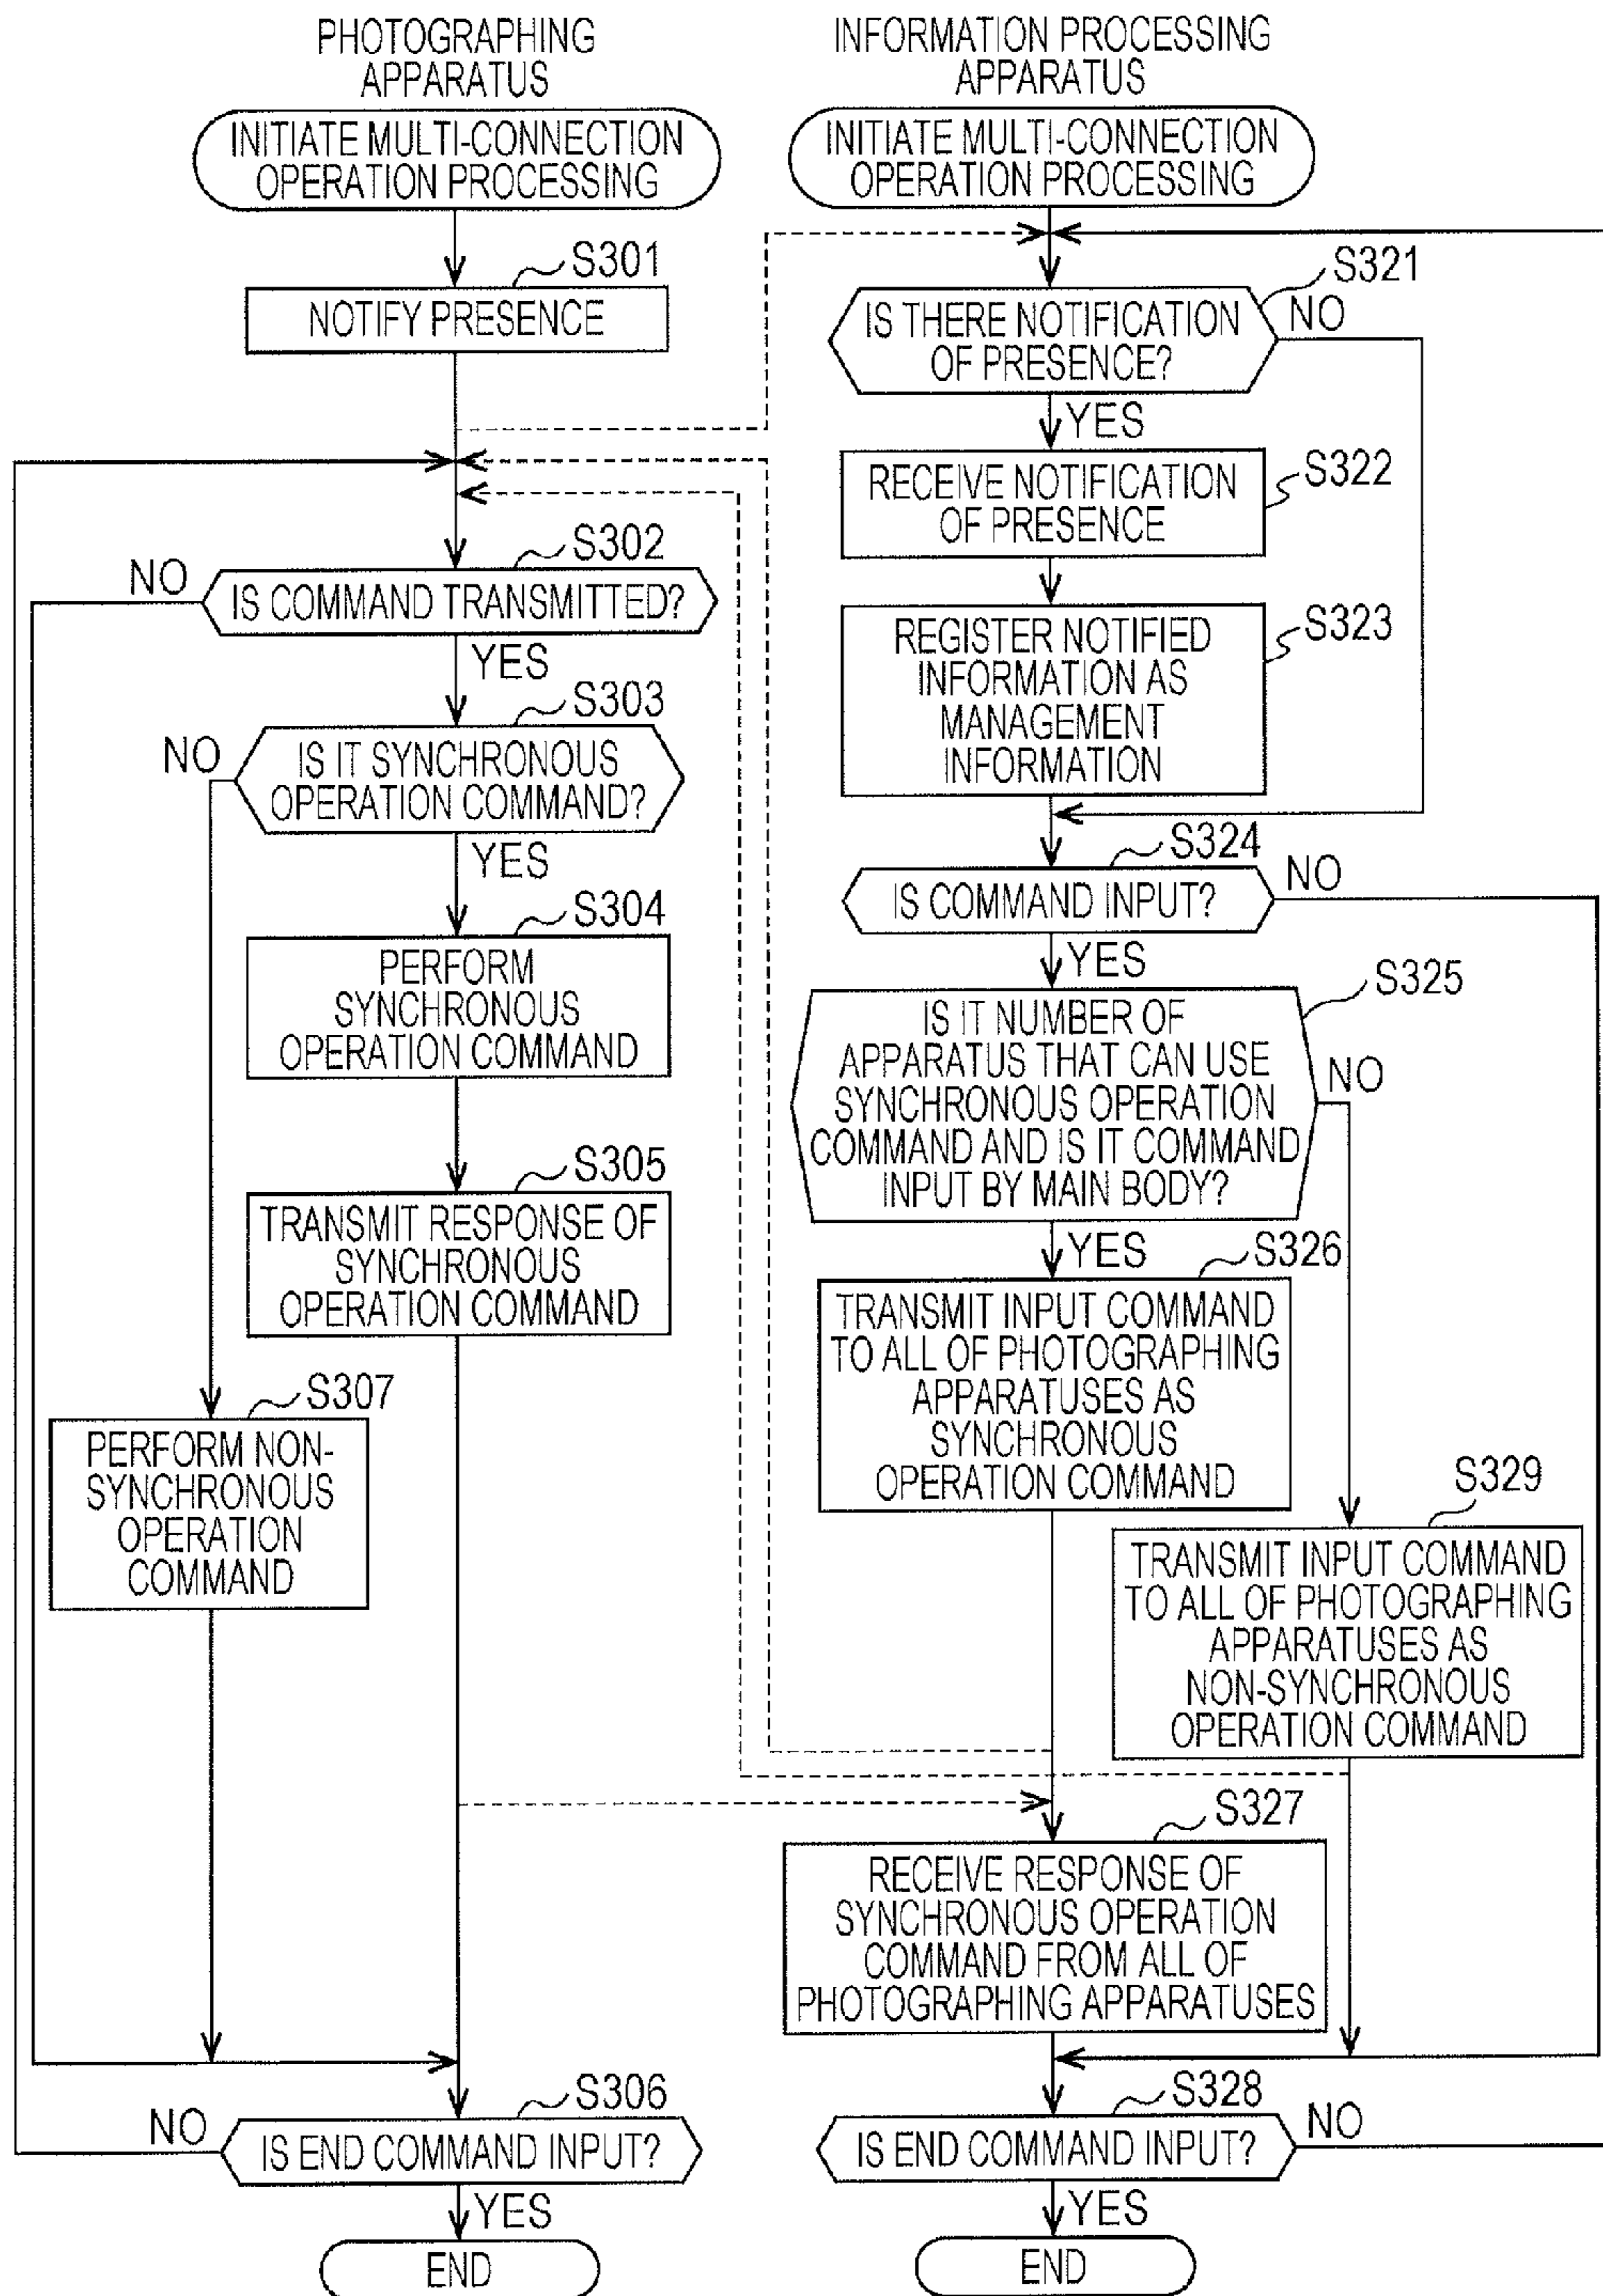 PHOTOGRAPHING
APPARATUS
INITIATE MULTI-CONNECTION
OPERATION PROCESSING
S301
NOTIFY PRESENCE
S302
NO
IS COMMAND TRANSMITTED?
YES
S303
NO
IS IT SYNCHRONOUS
OPERATION COMMAND?
YES
S304
PERFORM
SYNCHRONOUS
OPERATION COMMAND
S305
TRANSMIT RESPONSE OF
SYNCHRONOUS
OPERATION COMMAND
S307
PERFORM NON-
SYNCHRONOUS
OPERATION
COMMAND
S306
NO
IS END COMMAND INPUT?
YES
END
INFORMATION PROCESSING
APPARATUS
INITIATE MULTI-CONNECTION
OPERATION PROCESSING
S321
IS THERE NOTIFICATION
OF PRESENCE?
NO
YES
S322
RECEIVE NOTIFICATION
OF PRESENCE
S323
REGISTER NOTIFIED
INFORMATION AS
MANAGEMENT
INFORMATION
S324
IS COMMAND INPUT?
NO
YES
S325
IS IT NUMBER OF
APPARATUS THAT CAN USE
SYNCHRONOUS OPERATION
COMMAND AND IS IT COMMAND
INPUT BY MAIN BODY?
NO
YES
S326
TRANSMIT INPUT COMMAND
TO ALL OF PHOTOGRAPHING
APPARATUSES AS
SYNCHRONOUS
OPERATION COMMAND
S329
TRANSMIT INPUT COMMAND
TO ALL OF PHOTOGRAPHING
APPARATUSES AS
NON-SYNCHRONOUS
OPERATION COMMAND
S327
RECEIVE RESPONSE OF
SYNCHRONOUS OPERATION
COMMAND FROM ALL OF
PHOTOGRAPHING APPARATUSES
S328
IS END COMMAND INPUT?
NO
YES
END